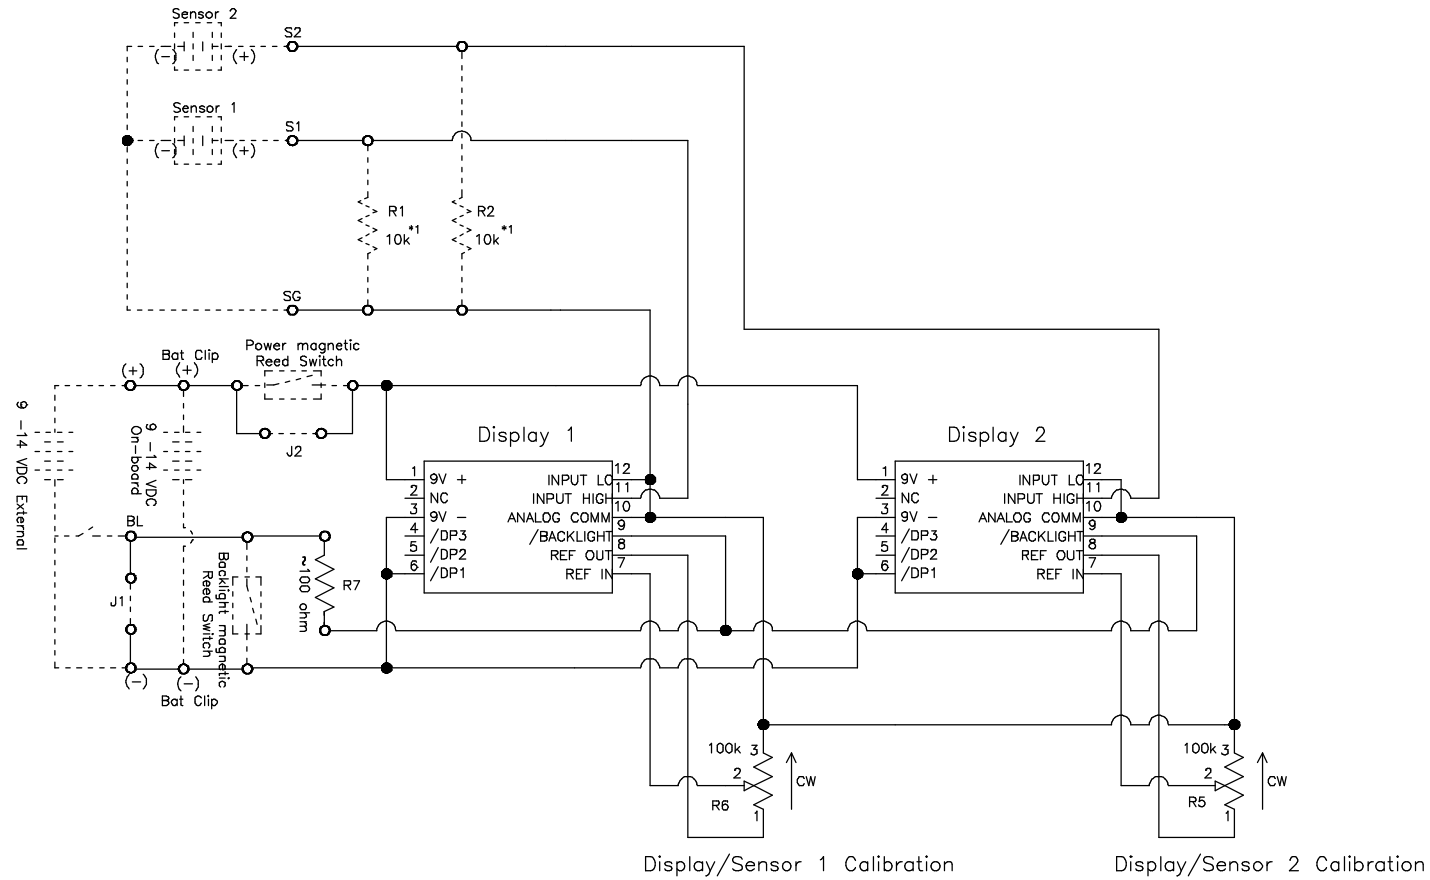 Sensor 2
S2
(-)
(+)
Sensor 1
S1
(-)
(+)
R1
10k*1
R2
10k*1
SG
Power magnetic
Reed Switch
Bat Clip
(+)
(+)
J2
9 -14 VDC External
9 -14 VDC
On-board
BL
J1
Backlight magnetic
Reed Switch
~100 ohm
R7
(-)
(-)
Bat Clip
Display 1
1 9V +
2 NC
3 9V -
4 /DP3
5 /DP2
6 /DP1
INPUT LO 12
INPUT HIGH 11
ANALOG COMM 10
/BACKLIGHT 9
REF OUT 8
REF IN 7
Display 2
1 9V +
2 NC
3 9V -
4 /DP3
5 /DP2
6 /DP1
INPUT LO 12
INPUT HIGH 11
ANALOG COMM 10
/BACKLIGHT 9
REF OUT 8
REF IN 7
100k 3
2
R6
1
CW
100k 3
2
R5
1
CW
Display/Sensor 1 Calibration
Display/Sensor 2 Calibration